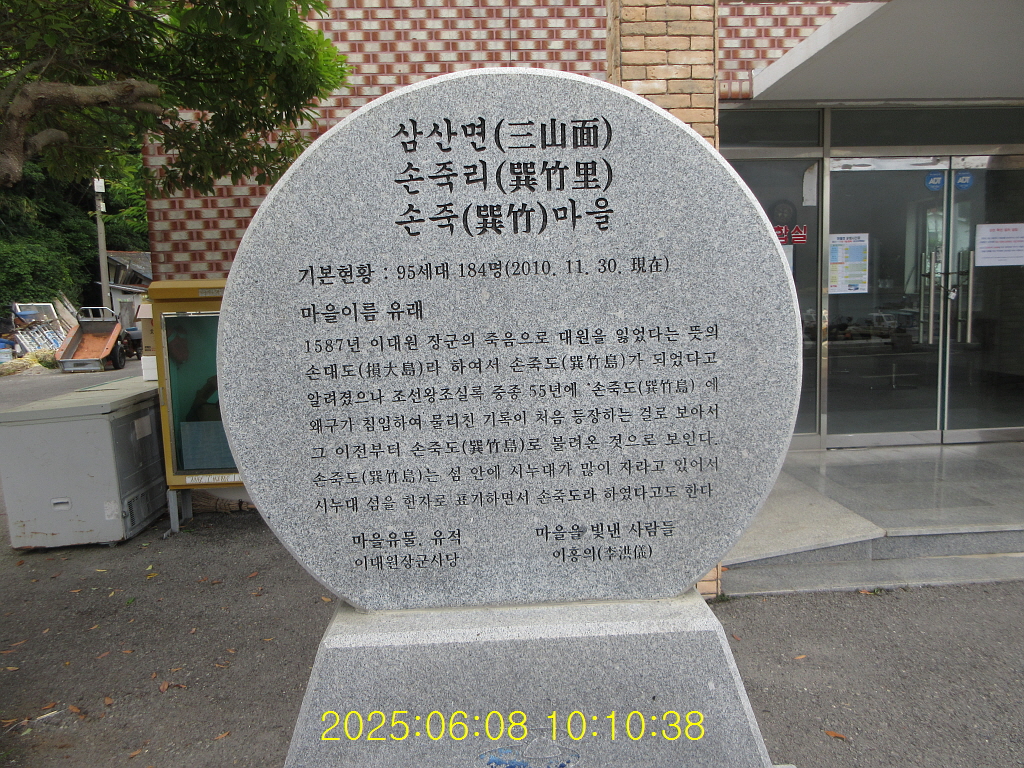 삼산면(三山面)
손죽리(巽竹里)
손죽(巽竹)마을
기본현황 : 95세대 184명(2010. 11. 30. 現在)
마을이름 유래
1587년 이대원 장군의 죽음으로 대원을 잃었다는 뜻의
손대도(損大島)라 하여서 손죽도(巽竹島)가 되었다고
알려졌으나 조선왕조실록 중종 55년에 '손죽도(巽竹島) 에
왜구가 침입하여 물리친 기록이 처음 등장하는 걸로 보아서
그 이전부터 손죽도(巽竹島)로 불려온 것으로 보인다.
손죽도(巽竹島)는 섬 안에 시누대가 많이 자라고 있어서
시누대 섬을 한자로 표기하면서 손죽도라 하였다고도 한다
마을유물, 유적
이대원장군사당
마을을 빛낸 사람들
이홍의(李洪儀)
ADT
ADT
2025:06:08 10:10:38